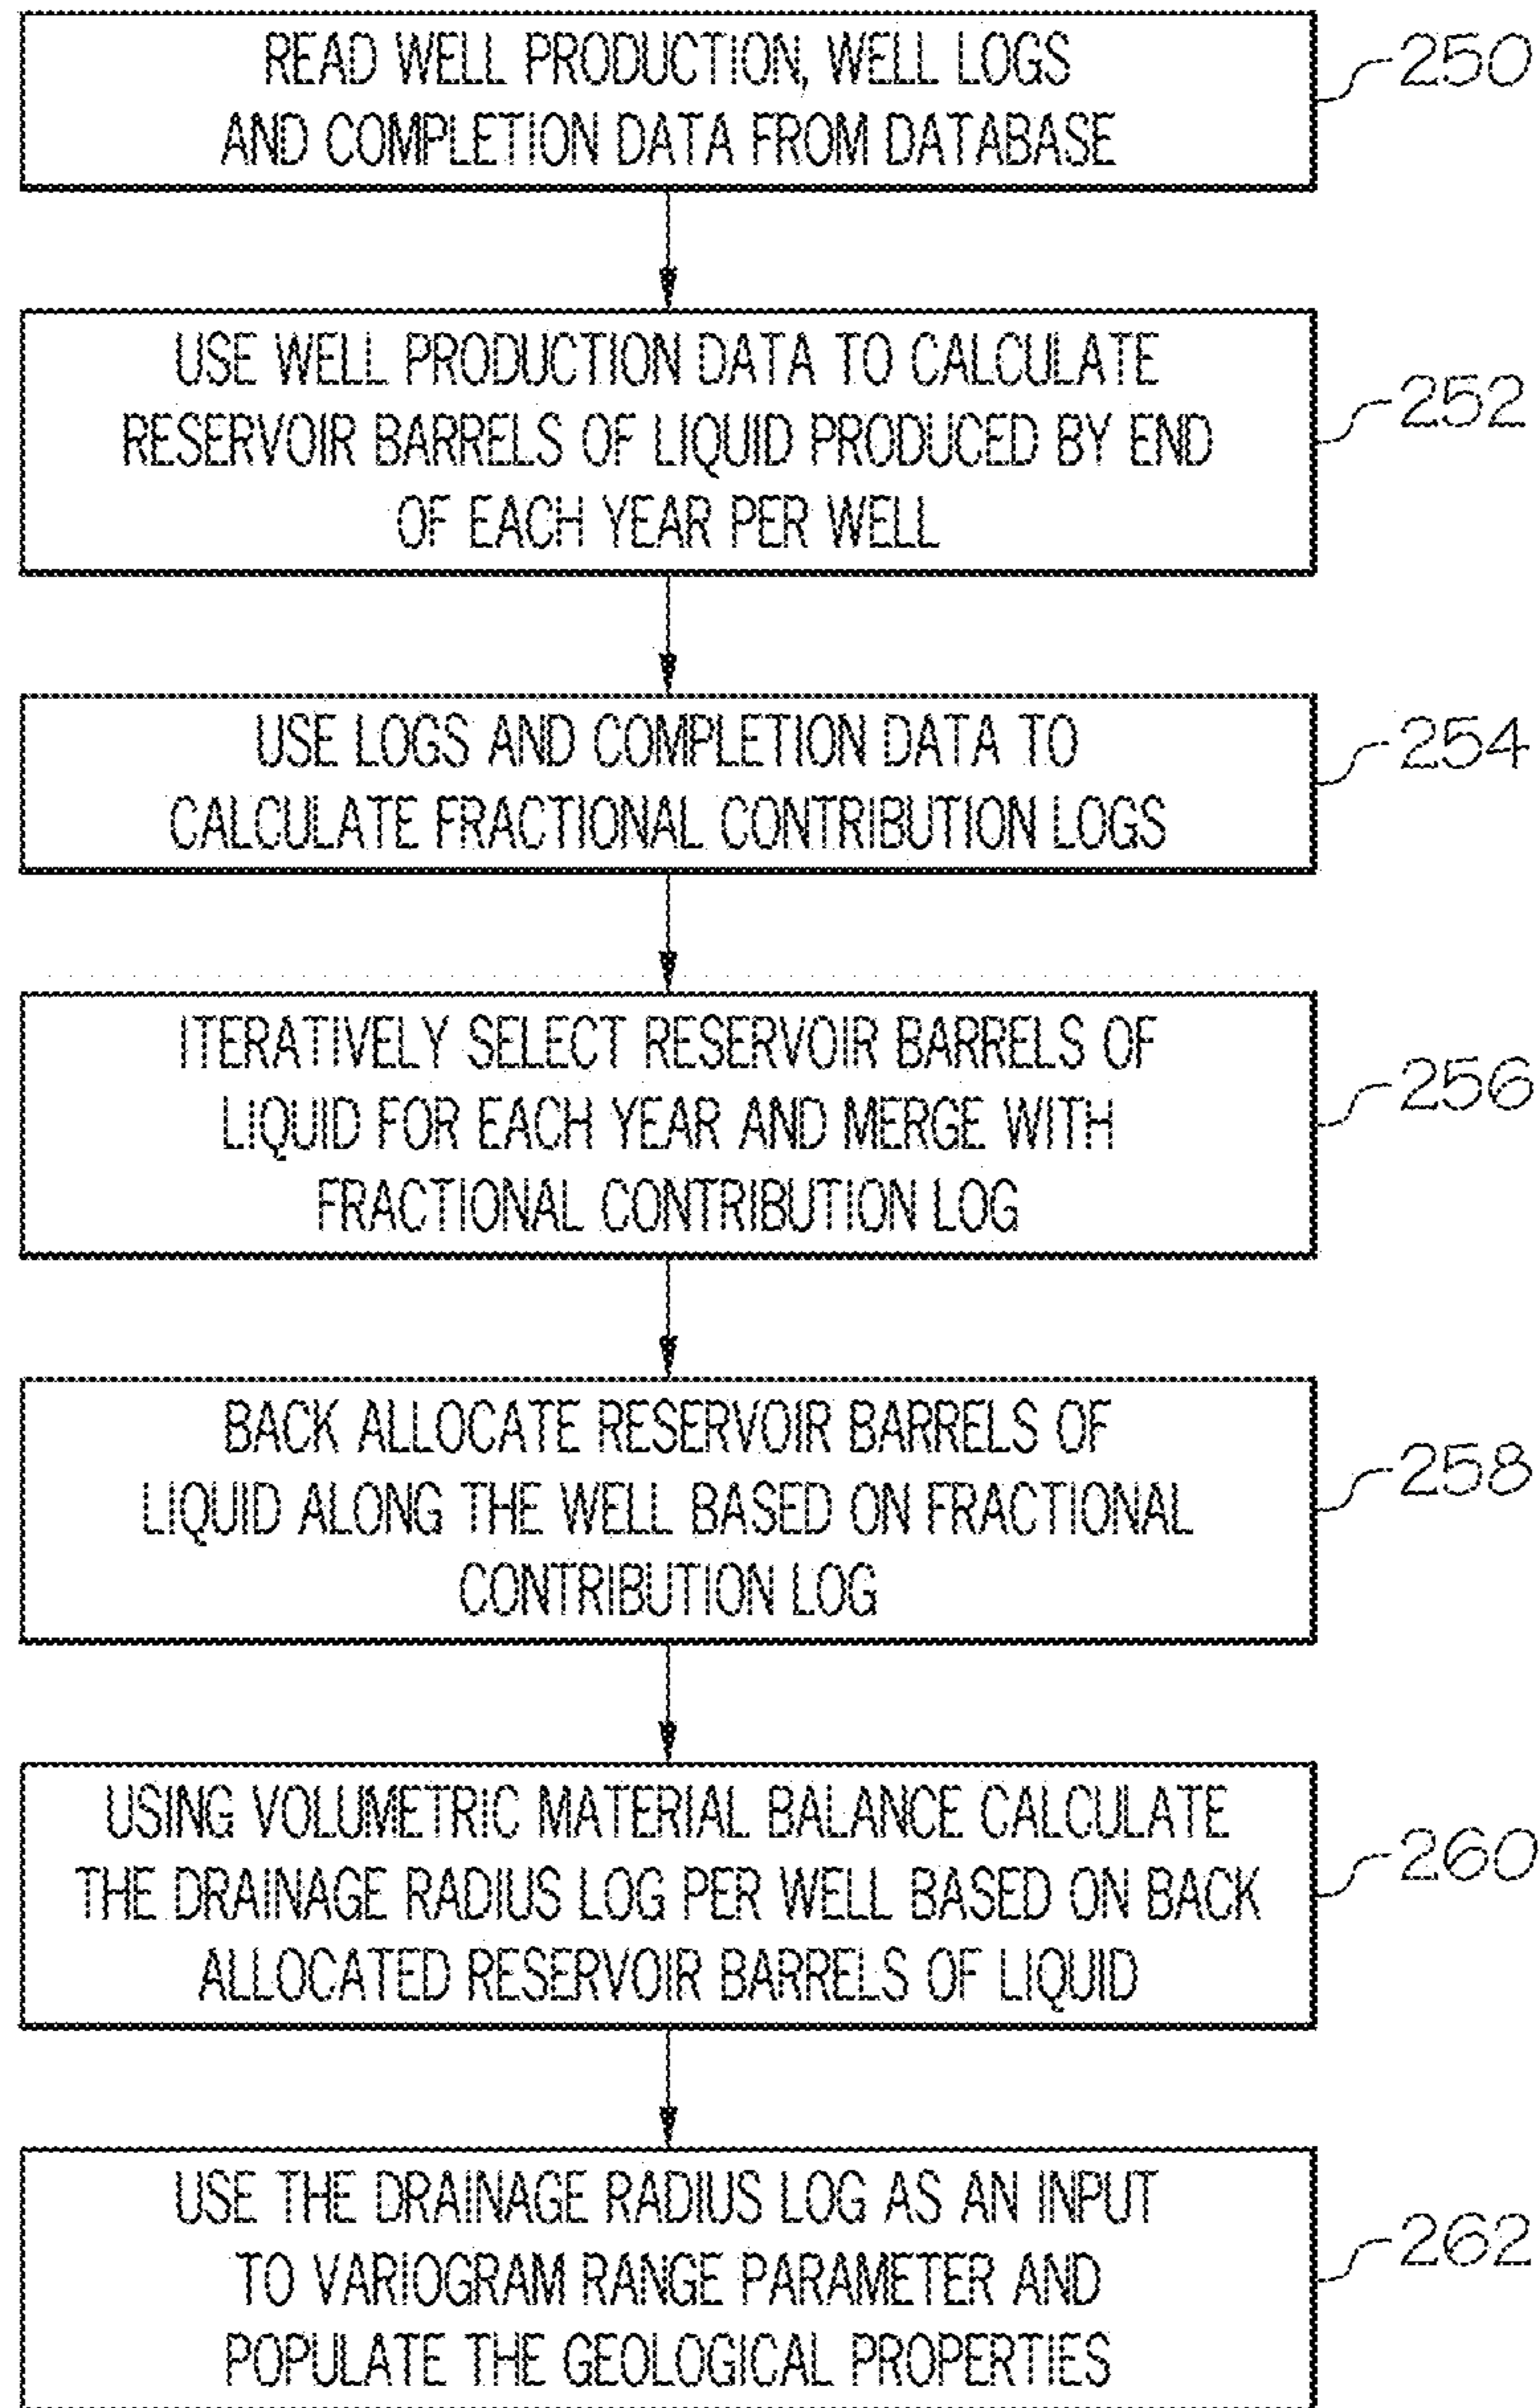 READ WELL PRODUCTION, WELL LOGS
AND COMPLETION DATA FROM DATABASE
250
USE WELL PRODUCTION DATA TO CALCULATE
RESERVOIR BARRELS OF LIQUID PRODUCED BY END
OF EACH YEAR PER WELL
252
USE LOGS AND COMPLETION DATA TO
CALCULATE FRACTIONAL CONTRIBUTION LOGS
254
ITERATIVELY SELECT RESERVOIR BARRELS OF
LIQUID FOR EACH YEAR AND MERGE WITH
FRACTIONAL CONTRIBUTION LOG
256
BACK ALLOCATE RESERVOIR BARRELS OF
LIQUID ALONG THE WELL BASED ON FRACTIONAL
CONTRIBUTION LOG
258
USING VOLUMETRIC MATERIAL BALANCE CALCULATE
THE DRAINAGE RADIUS LOG PER WELL BASED ON BACK
ALLOCATED RESERVOIR BARRELS OF LIQUID
260
USE THE DRAINAGE RADIUS LOG AS AN INPUT
TO VARIOGRAM RANGE PARAMETER AND
POPULATE THE GEOLOGICAL PROPERTIES
262